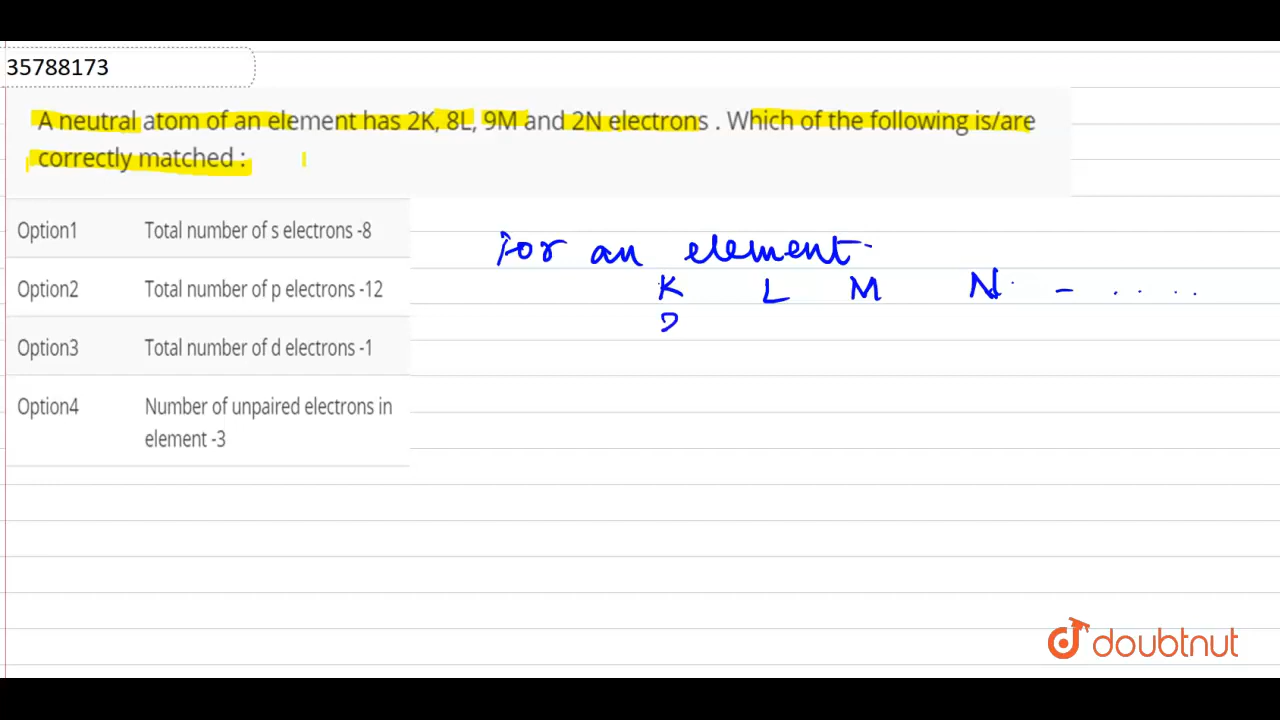 35788173
A neutral atom of an element has 2K, 8L, 9M and 2N electrons . Which of the following is/are
correctly matched :
Option1 Total number of s electrons -8
Option2 Total number of p electrons -12
Option3 Total number of d electrons -1
Option4 Number of unpaired electrons in
element -3
For an element
K L M N - ....
doubtnut